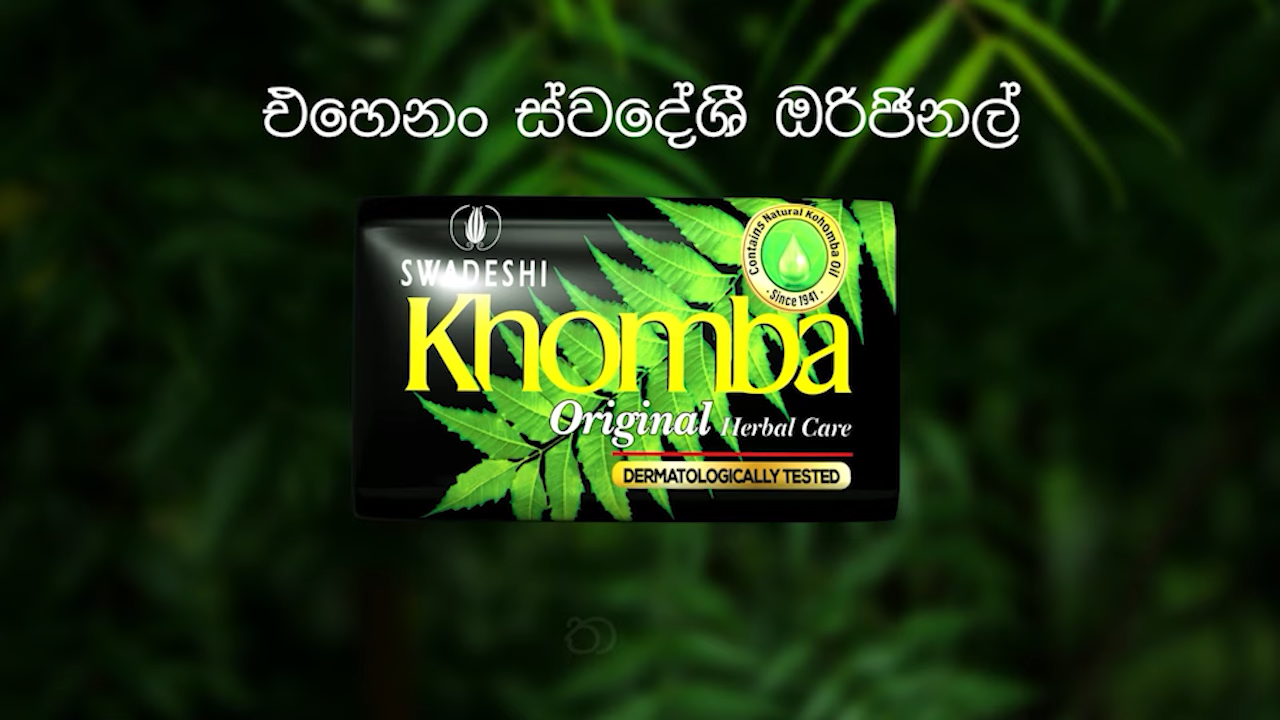 එහෙනං ස්වදේශී ඔරිජිනල්
SWADESHI
Contains Natural Kohomba Oil
· Since 1941 ·
Khomba
Original Herbal Care
DERMATOLOGICALLY TESTED